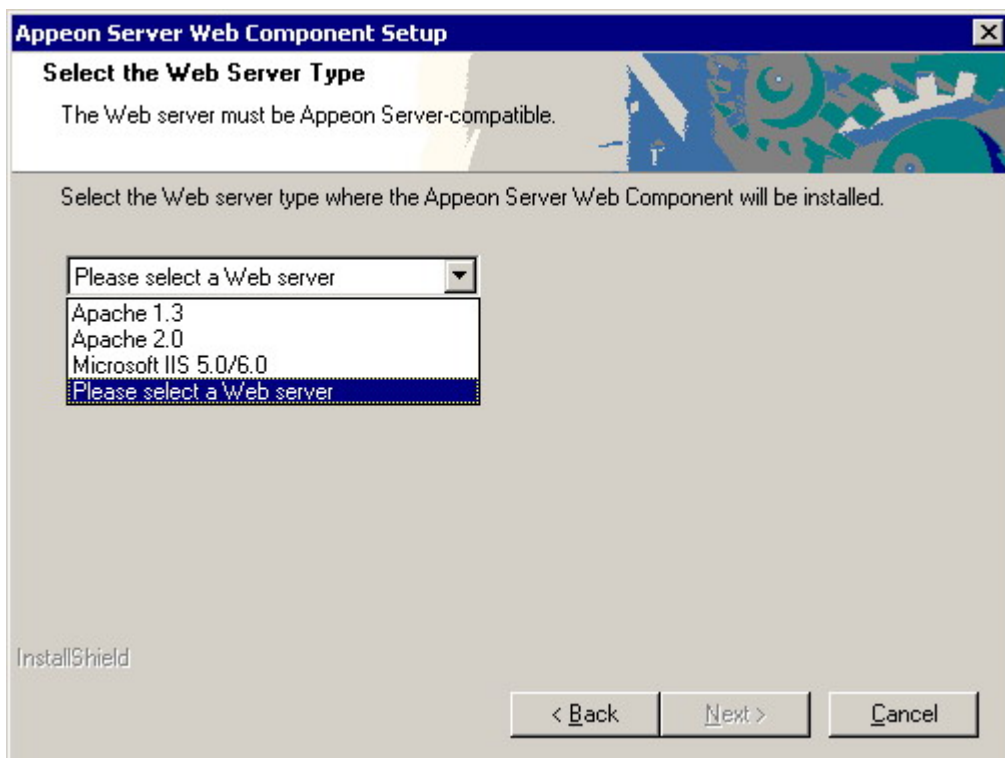 Appeon Server Web Component Setup
Select the Web Server Type
The Web server must be Appeon Server-compatible.
Select the Web server type where the Appeon Server Web Component will be installed.
Please select a Web server
Apache 1.3
Apache 2.0
Microsoft IIS 5.0/6.0
Please select a Web server
InstallShield
< Back
Next >
Cancel